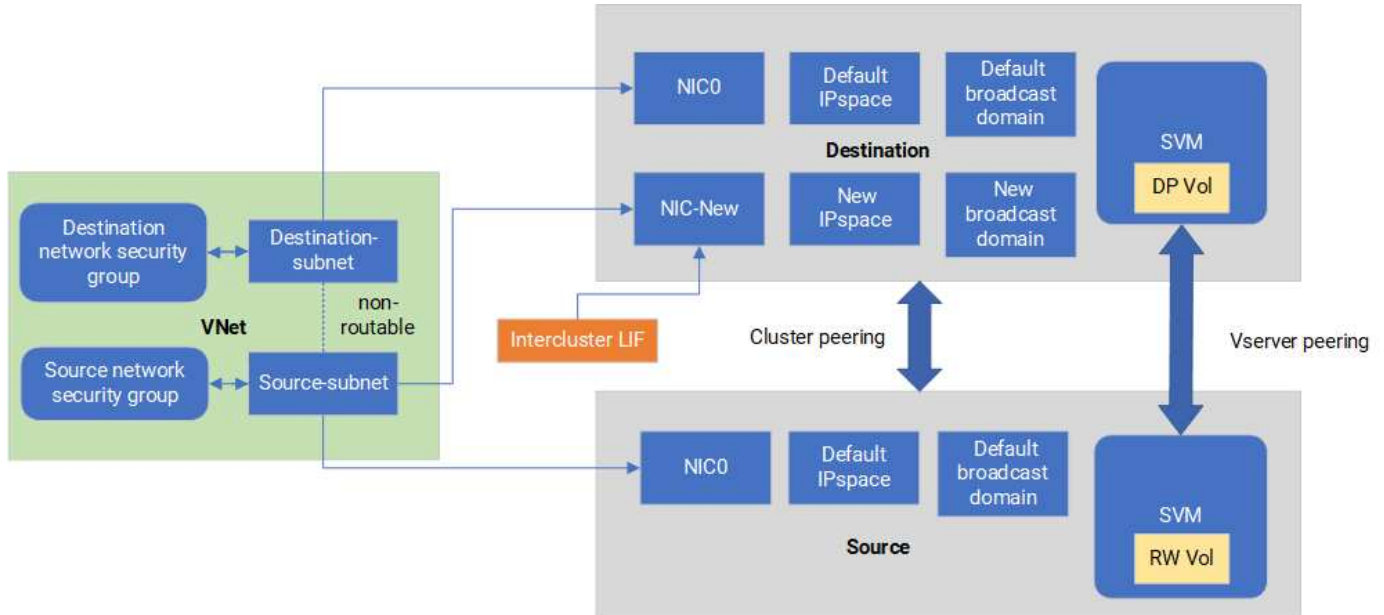 NIC0
Default
IPspace
Default
broadcast
domain
SVM
DP Vol
Destination
NIC-New
New
IPspace
New
broadcast
domain
Destination
network security
group
Destination-
subnet
non-
routable
VNet
Source network
security group
Source-subnet
Intercluster LIF
Cluster peering
Vserver peering
NIC0
Default
IPspace
Default
broadcast
domain
SVM
RW Vol
Source